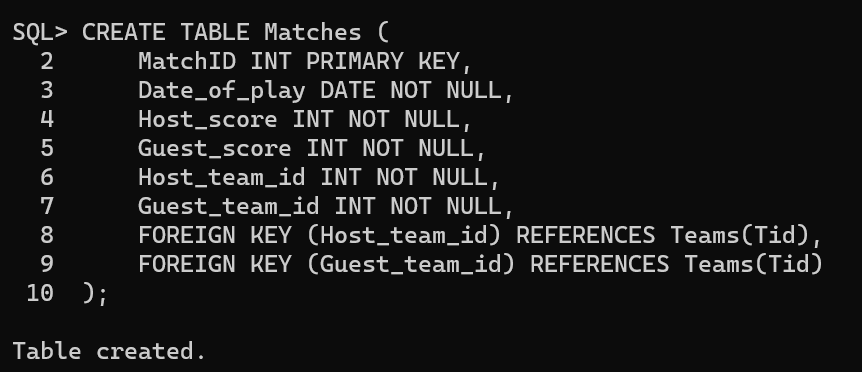 SQL> CREATE TABLE Matches (
  2      MatchID INT PRIMARY KEY,
  3      Date_of_play DATE NOT NULL,
  4      Host_score INT NOT NULL,
  5      Guest_score INT NOT NULL,
  6      Host_team_id INT NOT NULL,
  7      Guest_team_id INT NOT NULL,
  8      FOREIGN KEY (Host_team_id) REFERENCES Teams(Tid),
  9      FOREIGN KEY (Guest_team_id) REFERENCES Teams(Tid)
 10  );
Table created.